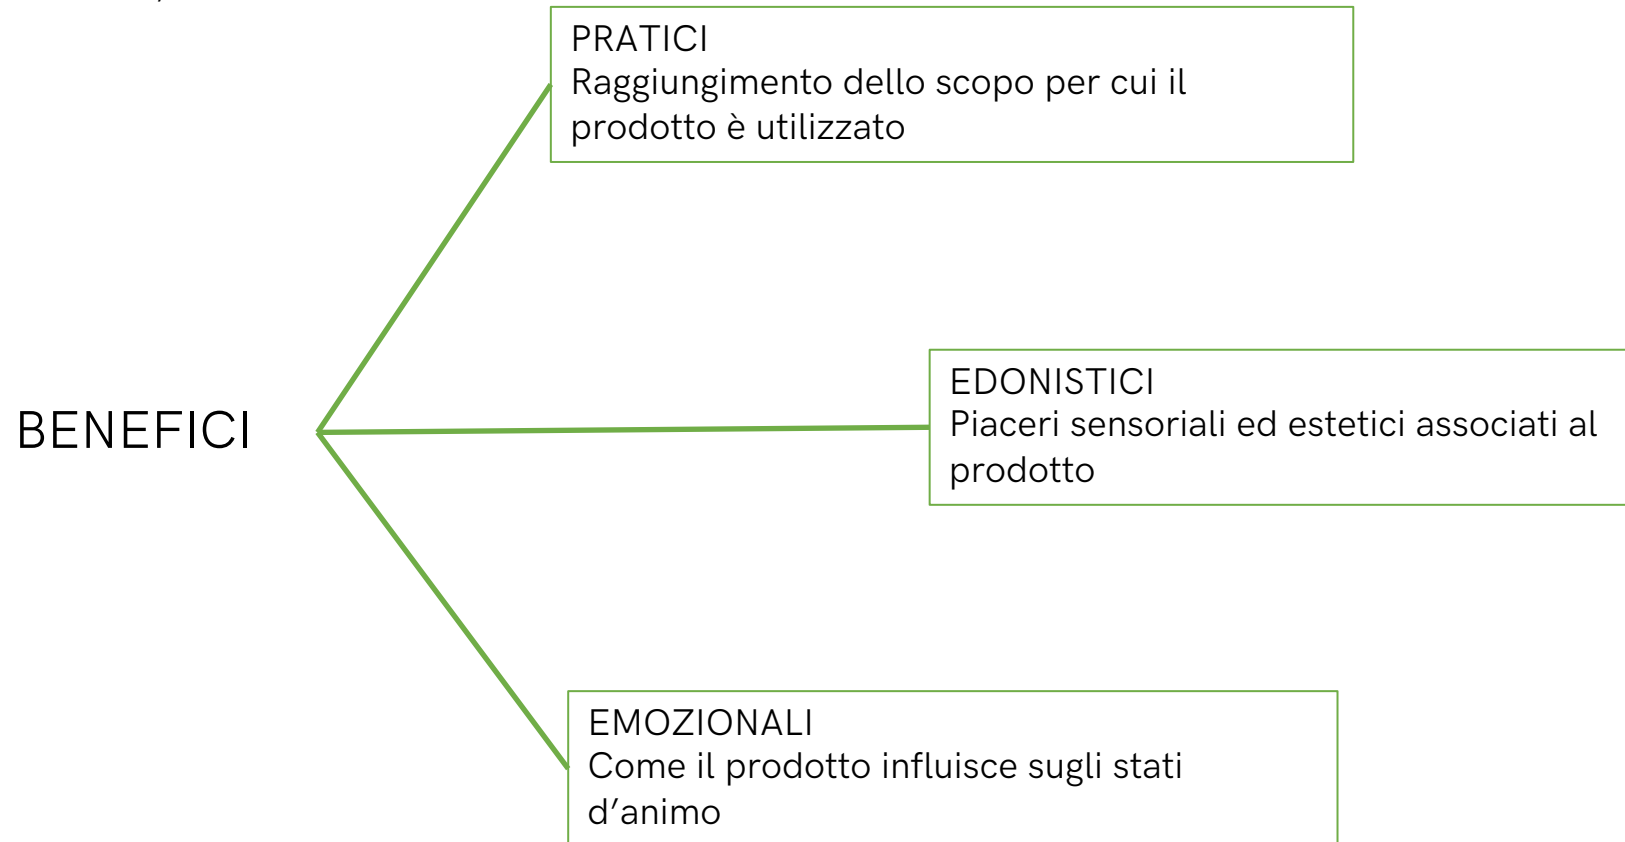 PRATICI
Raggiungimento dello scopo per cui il
prodotto è utilizzato
EDONISTICI
Piaceri sensoriali ed estetici associati al
prodotto
BENEFICI
EMOZIONALI
Come il prodotto influisce sugli stati
d’animo